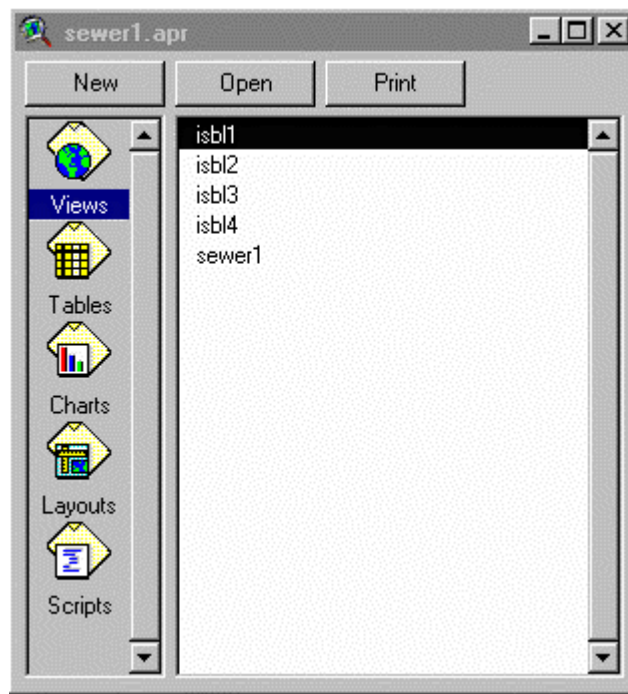 sewer1.apr
New Open Print
Views
Tables
Charts
Layouts
Scripts
isbl1
isbl2
isbl3
isbl4
sewer1